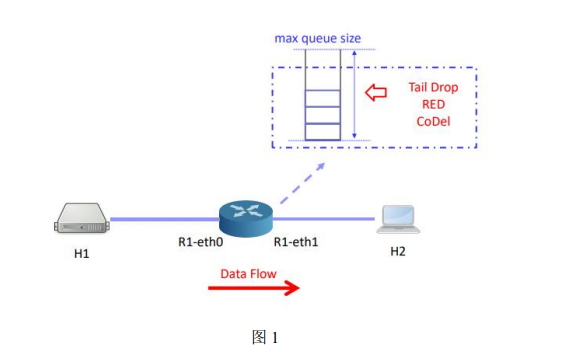 max queue size
Tail Drop
RED
CoDel
H1
R1-eth0
R1-eth1
H2
Data Flow
图 1